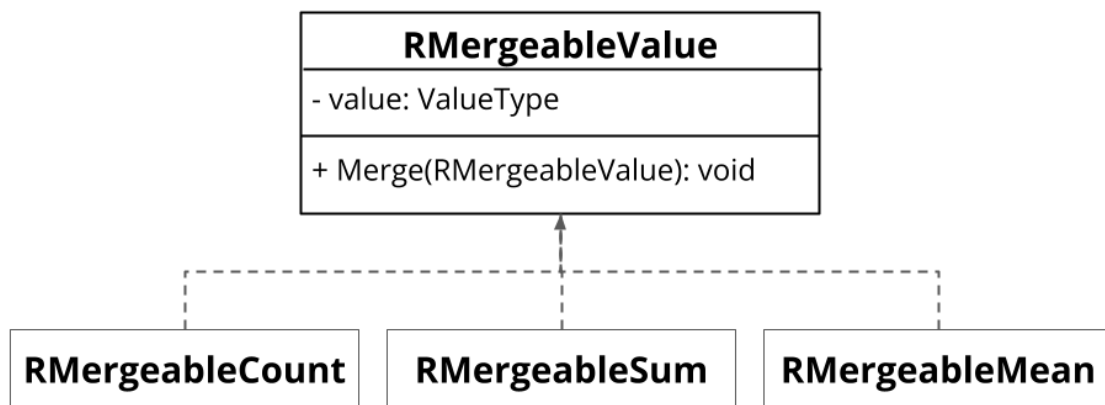 RMergeableValue
- value: ValueType
+ Merge(RMergeableValue): void
RMergeableCount
RMergeableSum
RMergeableMean